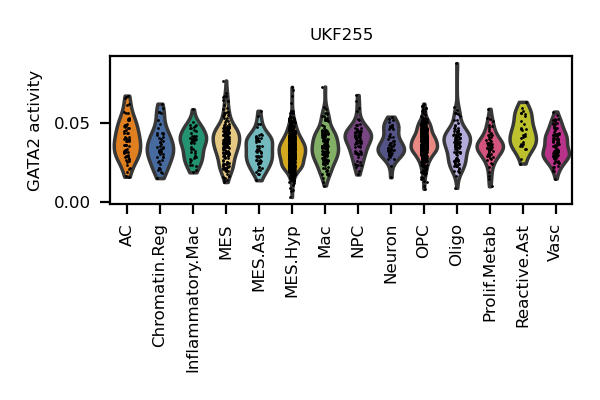 UKF255
GATA2 activity
0.05
0.00
AC
Chromatin.Reg
Inflammatory.Mac
MES
MES.Ast
MES.Hyp
Mac
NPC
Neuron
OPC
Oligo
Prolif.Metab
Reactive.Ast
Vasc